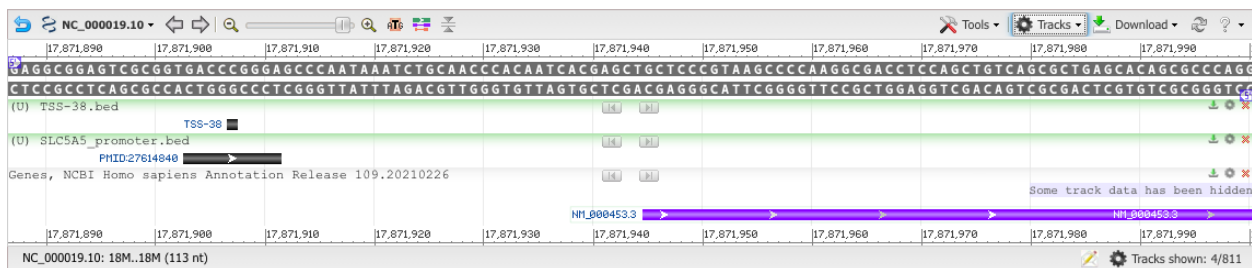 NC_000019.10 ATG Tools Tracks Download ?
17,871,890 17,871,900 17,871,910 17,871,920 17,871,930 17,871,940 17,871,950 17,871,960 17,871,970 17,871,980 17,871,990
GAGGCGGAGTCGCGGTGACCCGGGAGCCCAATAAATCTGCAACCCACAATCACGAGCTGCTCCCGTAAGCCCCAAGGCGACCTCCAGCTGTCAGCGCTGAGCACAGCGCCCAGG
CTCCGCCTCAGCGCCACTGGGCCCTCGGGTTATTTAGACGTTGGGTGTTAGTGCTCGACGAGGGCATTCGGGGTTCCGCTGGAGGTCGACAGTCGCGACTCGTGTCGCGGGTCC
(U) TSS-38.bed
TSS-38
(U) SLC5A5_promoter.bed
PMID:27614840
Genes, NCBI Homo sapiens Annotation Release 109.20210226
Some track data has been hidden
NM_000453.3 NM_000453.3
17,871,890 17,871,900 17,871,910 17,871,920 17,871,930 17,871,940 17,871,950 17,871,960 17,871,970 17,871,980 17,871,990
NC_000019.10: 18M..18M (113 nt) Tracks shown: 4/811